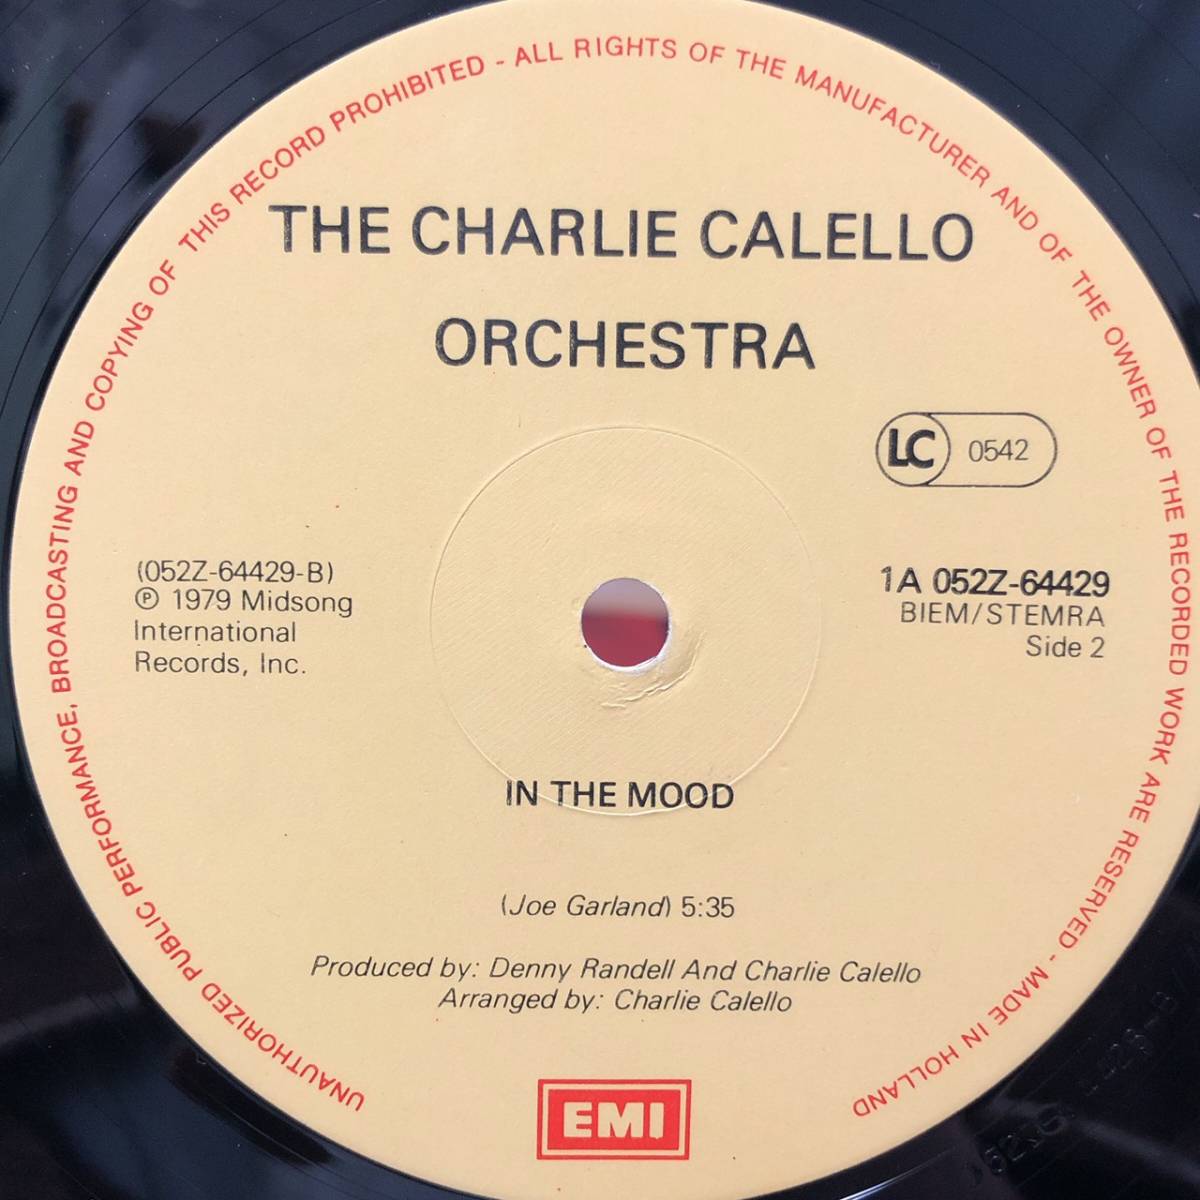 UNAUTHORIZED PUBLIC PERFORMANCE, BROADCASTING AND COPYING OF THIS RECORD PROHIBITED - ALL RIGHTS OF THE MANUFACTURER AND OF THE OWNER OF THE RECORDED WORK ARE RESERVED - MADE IN HOLLAND
THE CHARLIE CALELLO
ORCHESTRA
LC 0542
(052Z-64429-B)
℗ 1979 Midsong
International
Records, Inc.
1A 052Z-64429
BIEM/STEMRA
Side 2
IN THE MOOD
(Joe Garland) 5:35
Produced by: Denny Randell And Charlie Calello
Arranged by: Charlie Calello
EMI